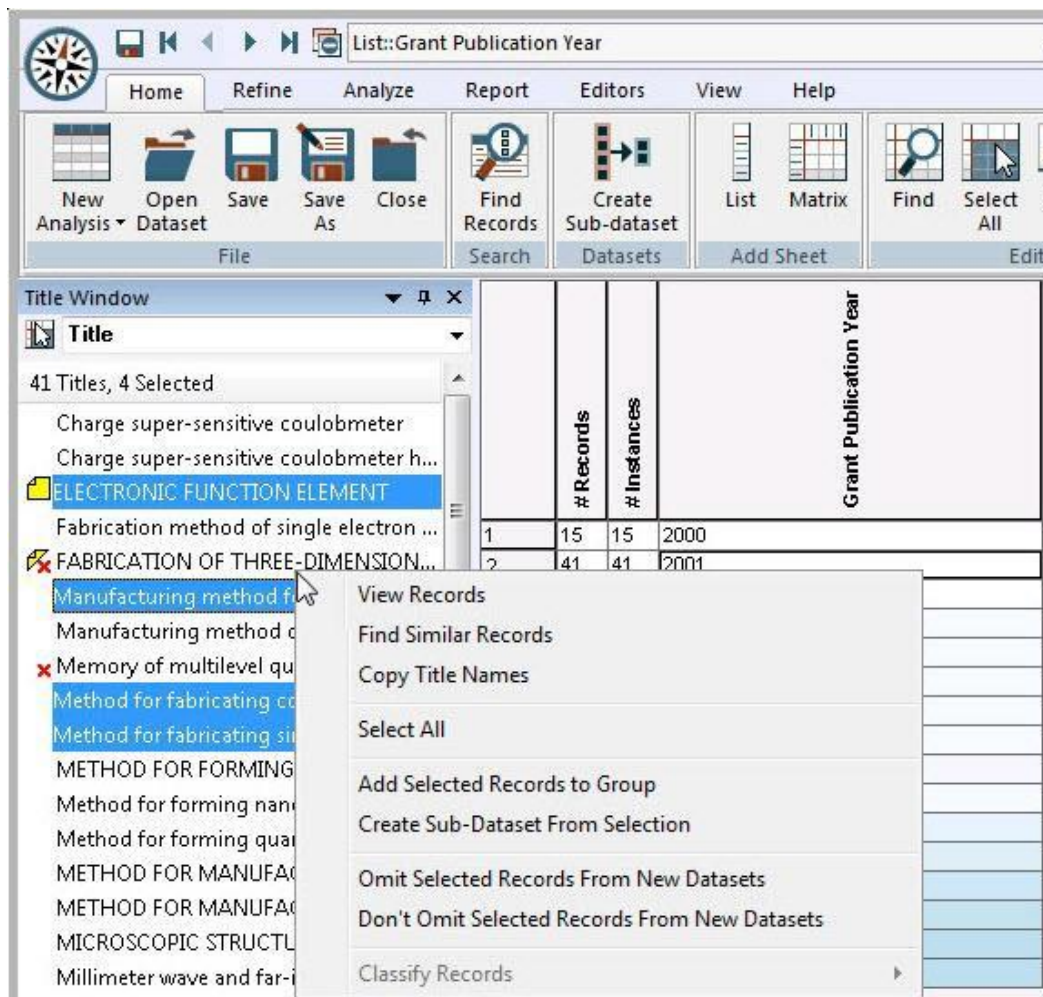 List::Grant Publication Year
Home Refine Analyze Report Editors View Help
New Analysis Open Dataset Save Save As Close Find Records Create Sub-dataset List Matrix Find Select All
File Search Datasets Add Sheet Edit
Title Window
Title
41 Titles, 4 Selected
Charge super-sensitive coulobmeter
Charge super-sensitive coulobmeter h...
ELECTRONIC FUNCTION ELEMENT
Fabrication method of single electron ...
FABRICATION OF THREE-DIMENSION...
Manufacturing method f
Manufacturing method
Memory of multilevel qu
Method for fabricating co
Method for fabricating si
METHOD FOR FORMING
Method for forming nan
Method for forming quar
METHOD FOR MANUFA
METHOD FOR MANUFA
MICROSCOPIC STRUCTL
Millimeter wave and far-i
# Records
# Instances
Grant Publication Year
1 15 15 2000
2 41 41 2001
View Records
Find Similar Records
Copy Title Names
Select All
Add Selected Records to Group
Create Sub-Dataset From Selection
Omit Selected Records From New Datasets
Don't Omit Selected Records From New Datasets
Classify Records